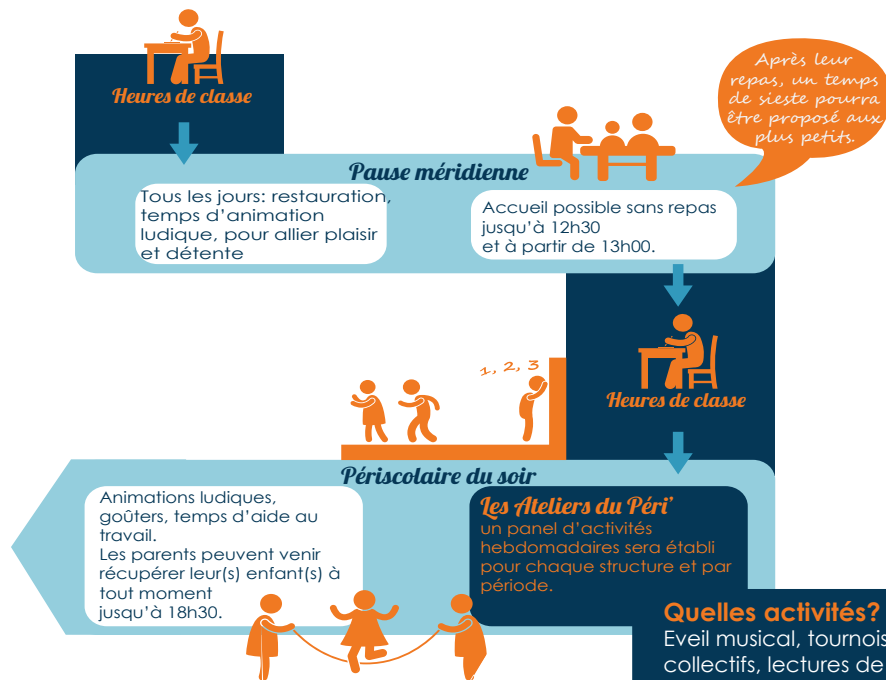 Heures de classe
Après leur
repas, un temps
de sieste pourra
être proposé aux
plus petits.
Pause méridienne
Tous les jours: restauration,
temps d'animation
ludique, pour allier plaisir
et détente
Accueil possible sans repas
jusqu'à 12h30
et à partir de 13h00.
1, 2, 3
Heures de classe
Périscolaire du soir
Animations ludiques,
goûters, temps d'aide au
travail.
Les parents peuvent venir
récupérer leur(s) enfant(s) à
tout moment
jusqu'à 18h30.
Les Ateliers du Péri'
un panel d'activités
hebdomadaires sera établi
pour chaque structure et par
période.
Quelles activités?
Eveil musical, tournois
collectifs, lectures de